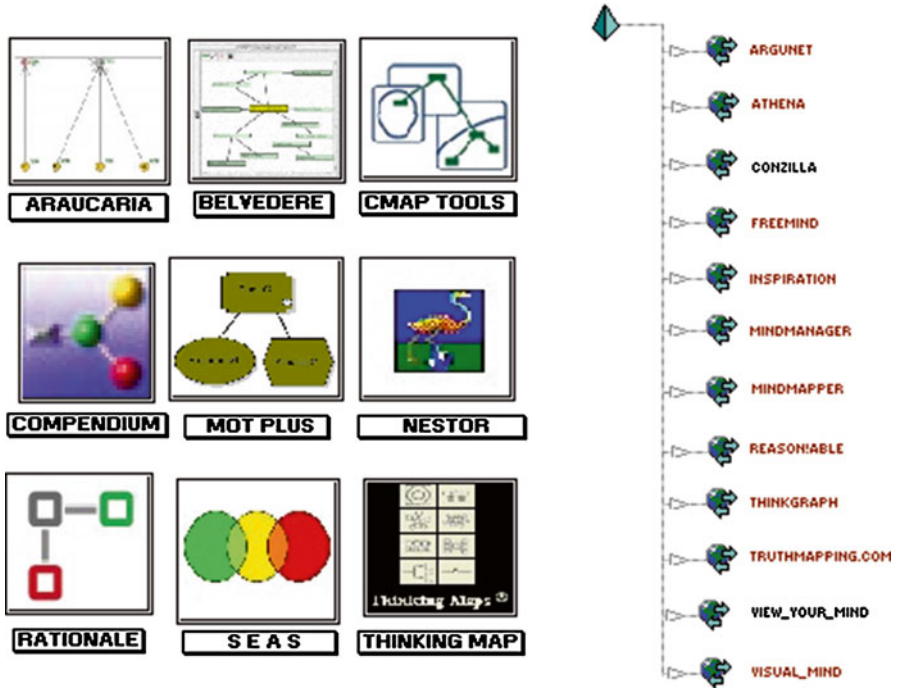 ARAUCARIA
BELVEDERE
CMAP TOOLS
COMPENDIUM
MOT PLUS
NESTOR
Thinking Maps
RATIONALE
S E A S
THINKING MAP
ARGUNET
ATHENA
CONZILLA
FREEMIND
INSPIRATION
MINDMANAGER
MINDMAPPER
REASON!ABLE
THINKGRAPH
TRUTHMAPPING.COM
VIEW_YOUR_MIND
VISUAL_MIND